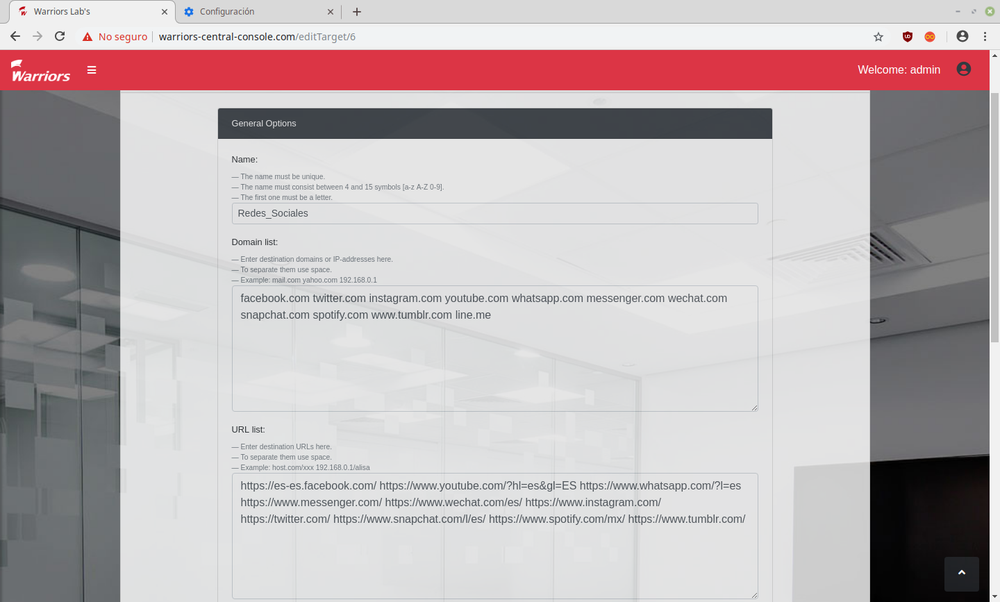 Warriors Lab's
Configuración
No seguro
warriors-central-console.com/editTarget/6
Warriors
Welcome: admin
General Options
Name:
— The name must be unique.
— The name must consist between 4 and 15 symbols [a-z A-Z 0-9].
— The first one must be a letter.
Redes_Sociales
Domain list:
— Enter destination domains or IP-addresses here.
— To separate them use space.
— Example: mail.com yahoo.com 192.168.0.1
facebook.com twitter.com instagram.com youtube.com whatsapp.com messenger.com wechat.com
snapchat.com spotify.com www.tumblr.com line.me
URL list:
— Enter destination URLs here.
— To separate them use space.
— Example: host.com/xxx 192.168.0.1/alisa
https://es-es.facebook.com/ https://www.youtube.com/?hl=es&gl=ES https://www.whatsapp.com/?l=es
https://www.messenger.com/ https://www.wechat.com/es/ https://www.instagram.com/
https://twitter.com/ https://www.snapchat.com/l/es/ https://www.spotify.com/mx/ https://www.tumblr.com/